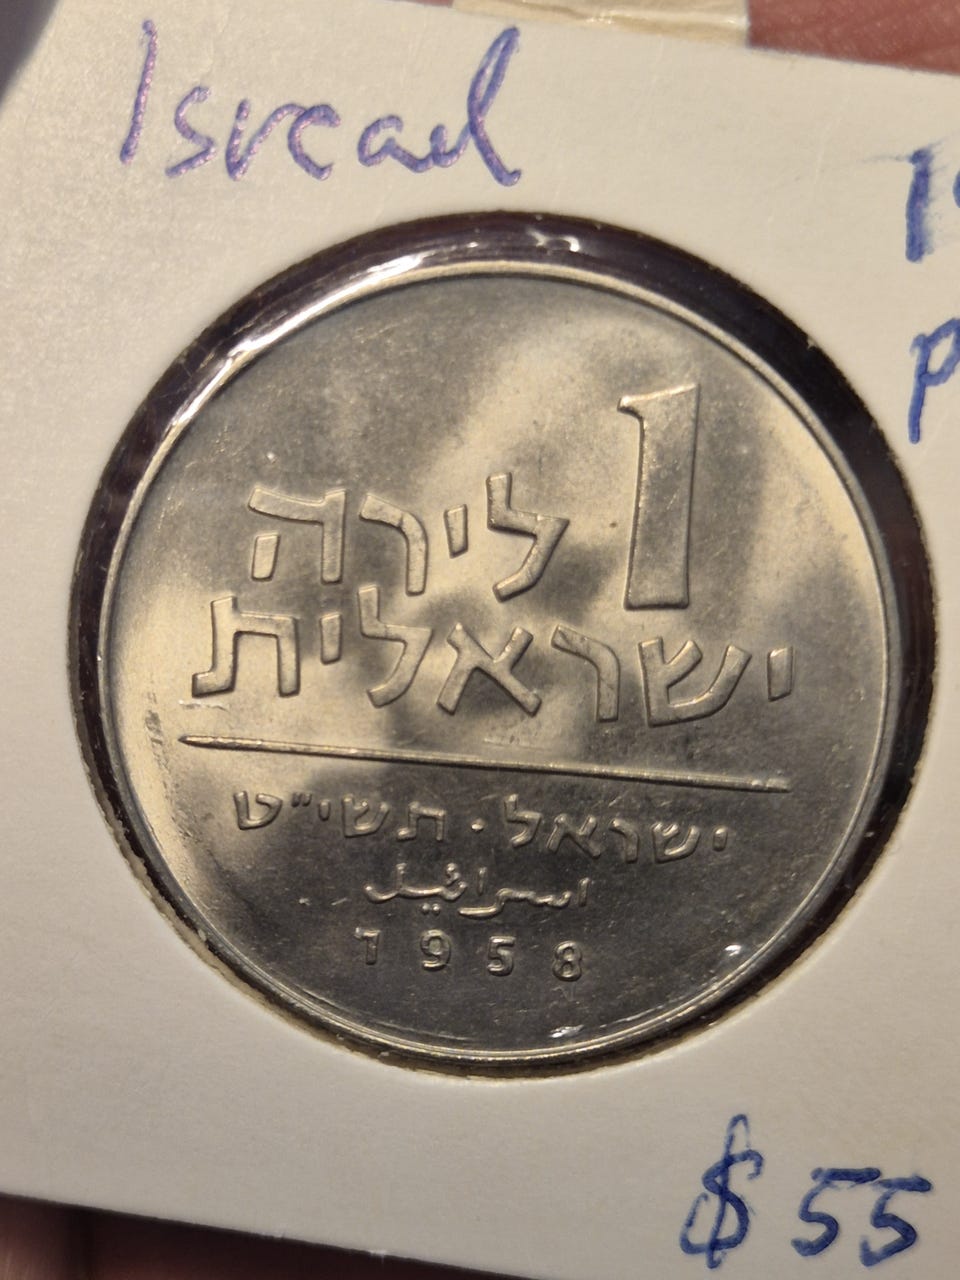 Isreal
1 לירה
ישראלית
ישראל · תשי"ט
اسرائيل
1958
$55